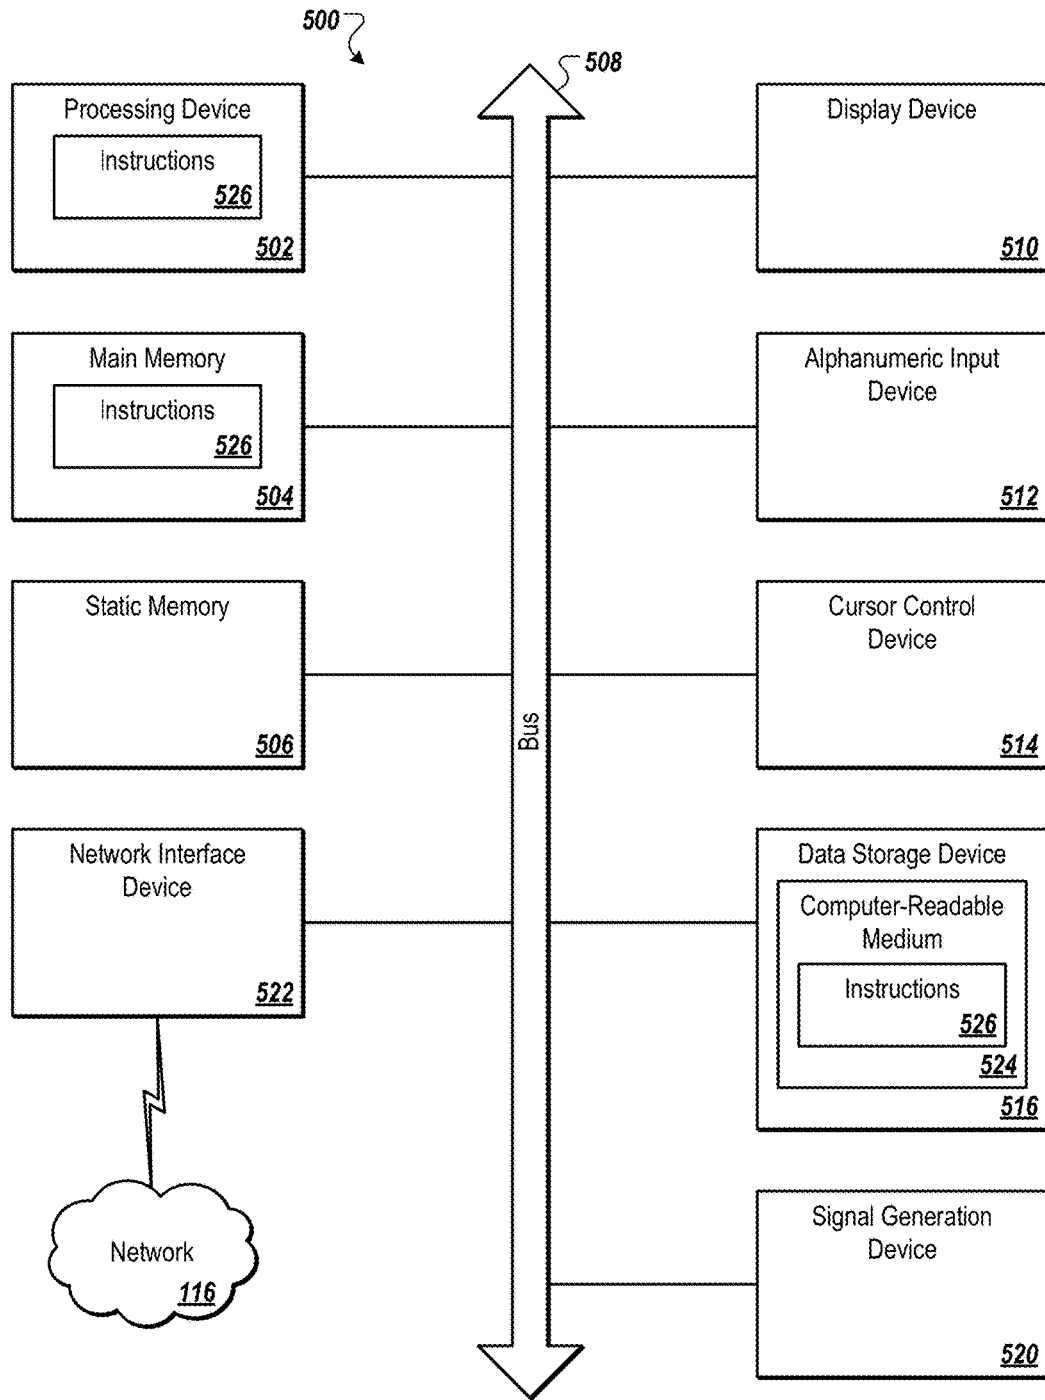 500
508
Processing Device
Instructions
526
502
Main Memory
Instructions
526
504
Static Memory
506
Network Interface
Device
522
Network
116
Bus
Display Device
510
Alphanumeric Input
Device
512
Cursor Control
Device
514
Data Storage Device
Computer-Readable
Medium
Instructions
526
524
516
Signal Generation
Device
520